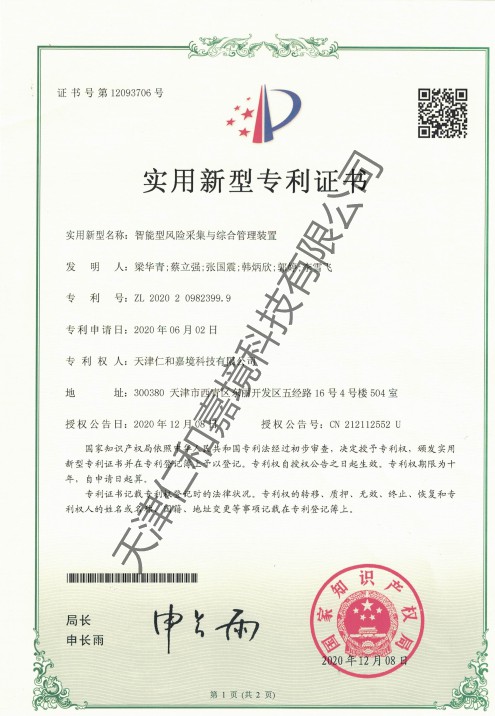 证书号第12093706号
实用新型专利证书
实用新型名称：智能型风险采集与综合管理装置
发 明 人：梁华青;蔡立强;张国震;韩炳欣;郭婷;李雪飞
专 利 号：ZL 2020 2 0982399.9
专利申请日：2020年06月02日
专 利 权 人：天津仁和嘉境科技有限公司
地 址：300380 天津市西青区东丽开发区五经路16号4号楼504室
授权公告日：2020年12月08日 授权公告号：CN 212112552 U
国家知识产权局依照中华人民共和国专利法经过初步审查，决定授予专利权，颁发实用
新型专利证书并在专利登记簿上予以登记。专利权自授权公告之日起生效。专利权期限为十
年，自申请日起算。
专利证书记载专利权登记时的法律状况。专利权的转移、质押、无效、终止、恢复和专
利权人的姓名或名称、国籍、地址变更等事项记载在专利登记簿上。
天津仁和嘉境科技有限公司
局长
申长雨
申长雨
国家知识产权局
2020年12月08日
第 1 页 (共 2 页)